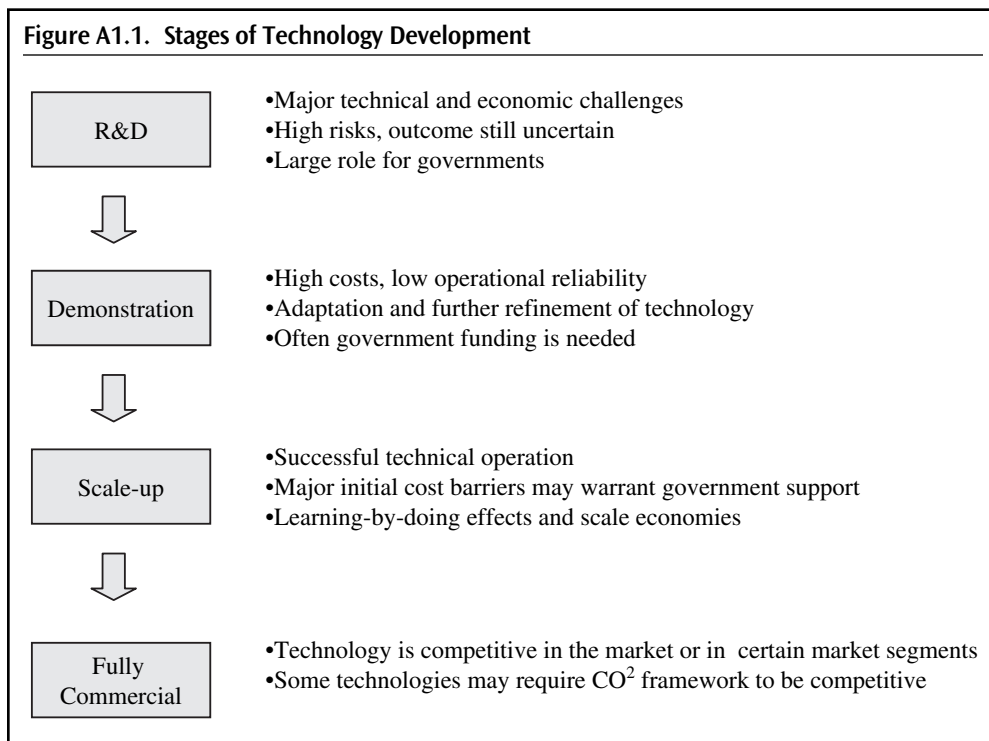 Figure A1.1. Stages of Technology Development
R&D
•Major technical and economic challenges
•High risks, outcome still uncertain
•Large role for governments
Demonstration
•High costs, low operational reliability
•Adaptation and further refinement of technology
•Often government funding is needed
Scale-up
•Successful technical operation
•Major initial cost barriers may warrant government support
•Learning-by-doing effects and scale economies
Fully
Commercial
•Technology is competitive in the market or in certain market segments
•Some technologies may require CO² framework to be competitive